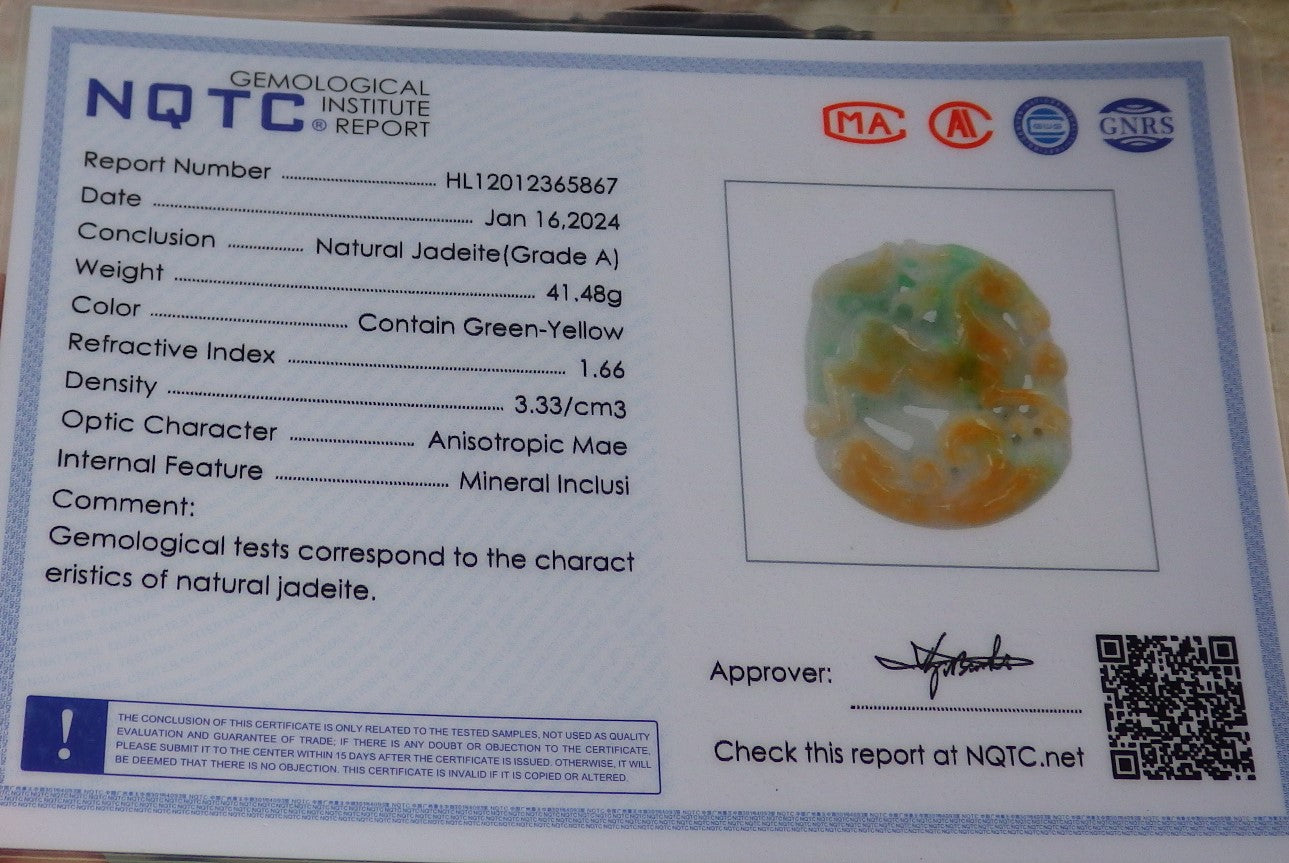 NQTC® GEMOLOGICAL
INSTITUTE
REPORT
MA
GNRS
Report Number HL12012365867
Date Jan 16,2024
Conclusion Natural Jadeite(Grade A)
Weight 41.48g
Color Contain Green-Yellow
Refractive Index 1.66
Density 3.33/cm3
Optic Character Anisotropic Mae
Internal Feature Mineral Inclusi
Comment:
Gemological tests correspond to the charact
eristics of natural jadeite.
Approver:
Check this report at NQTC.net
!
THE CONCLUSION OF THIS CERTIFICATE IS ONLY RELATED TO THE TESTED SAMPLES, NOT USED AS QUALITY
EVALUATION AND GUARANTEE OF TRADE; IF THERE IS ANY DOUBT OR OBJECTION TO THE CERTIFICATE,
PLEASE SUBMIT IT TO THE CENTER WITHIN 15 DAYS AFTER THE CERTIFICATE IS ISSUED. OTHERWISE, IT WILL
BE DEEMED THAT THERE IS NO OBJECTION. THIS CERTIFICATE IS INVALID IF IT IS COPIED OR ALTERED.